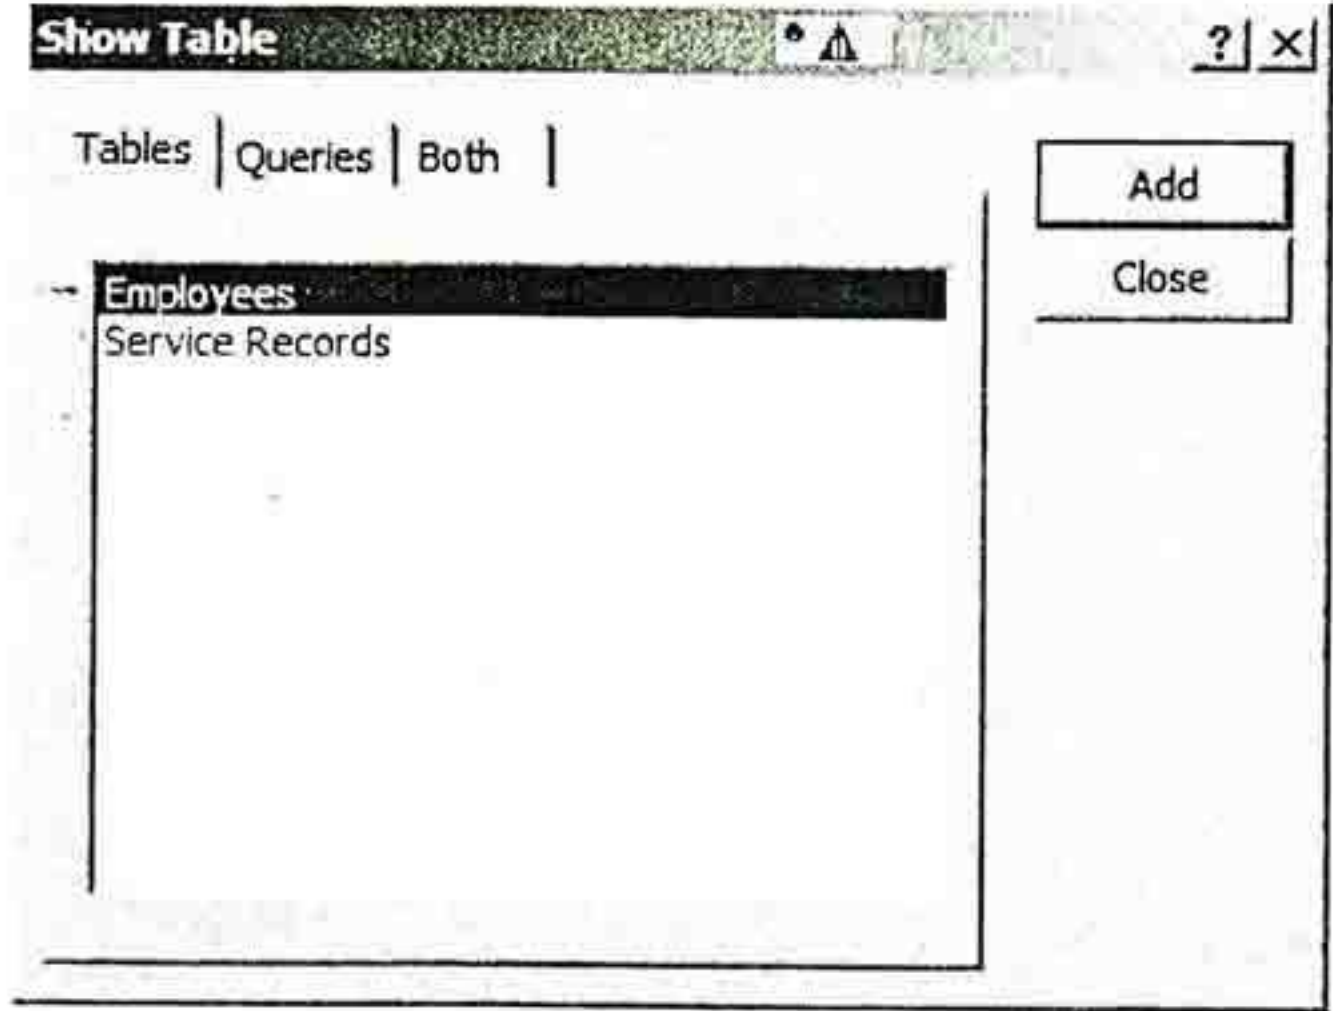 Show Table
? ×
Tables Queries Both
Add
Close
Employees
Service Records